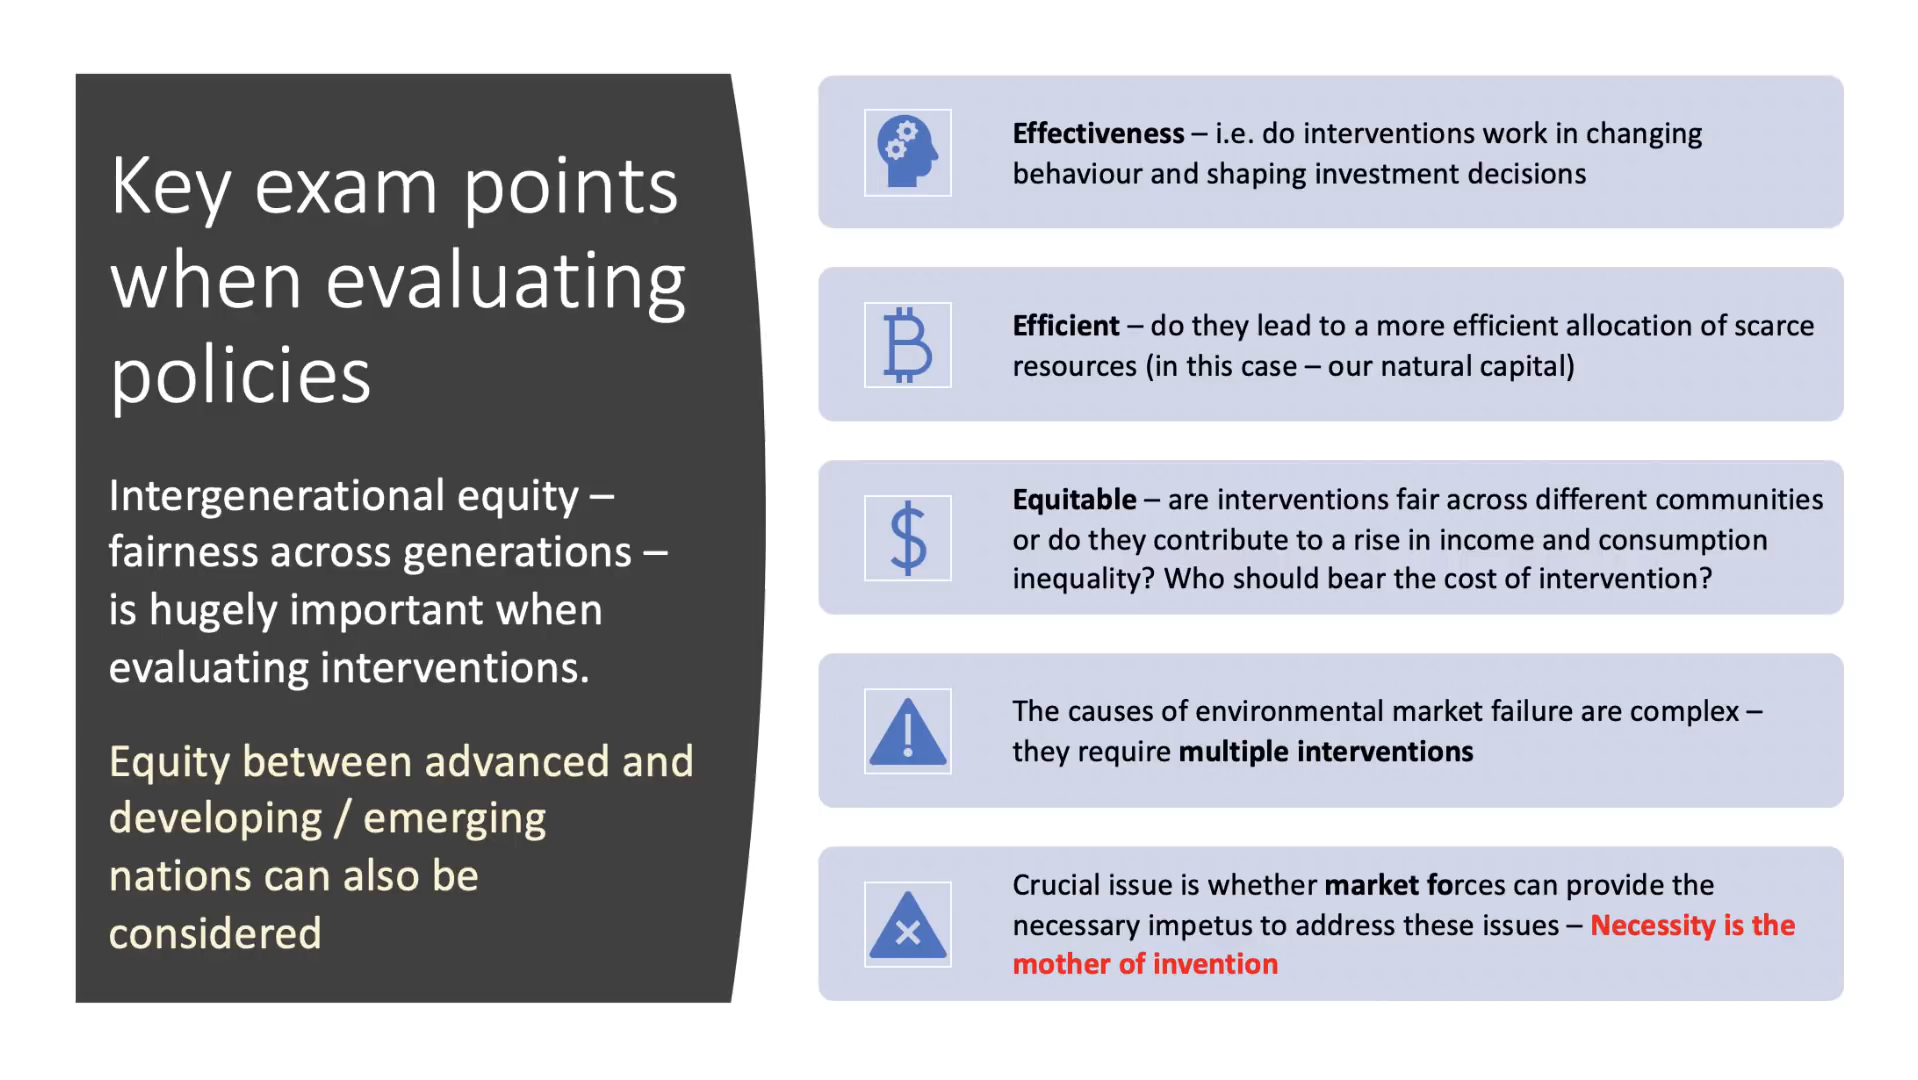 Key exam points
when evaluating
policies
Intergenerational equity –
fairness across generations –
is hugely important when
evaluating interventions.
Equity between advanced and
developing / emerging
nations can also be
considered
Effectiveness – i.e. do interventions work in changing
behaviour and shaping investment decisions
Efficient – do they lead to a more efficient allocation of scarce
resources (in this case – our natural capital)
Equitable – are interventions fair across different communities
or do they contribute to a rise in income and consumption
inequality? Who should bear the cost of intervention?
The causes of environmental market failure are complex –
they require multiple interventions
Crucial issue is whether market forces can provide the
necessary impetus to address these issues – Necessity is the
mother of invention